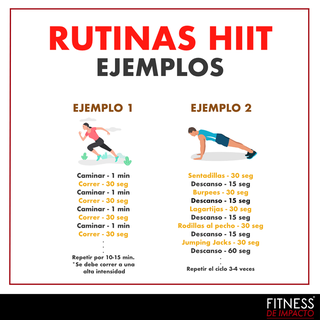 RUTINAS HIIT
EJEMPLOS
EJEMPLO 1
Caminar - 1 min
Correr - 30 seg
Caminar - 1 min
Correr - 30 seg
Caminar - 1 min
Correr - 30 seg
Caminar - 1 min
Correr - 30 seg
.
.
.
Repetir por 10-15 min.
*Se debe correr a una
alta intensidad
EJEMPLO 2
Sentadillas - 30 seg
Descanso - 15 seg
Burpees - 30 seg
Descanso - 15 seg
Lagartijas - 30 seg
Descanso - 15 seg
Rodillas al pecho - 30 seg
Descanso - 15 seg
Jumping Jacks - 30 seg
Descanso - 60 seg
.
.
Repetir el ciclo 3-4 veces
FITNESS
DE IMPACTO